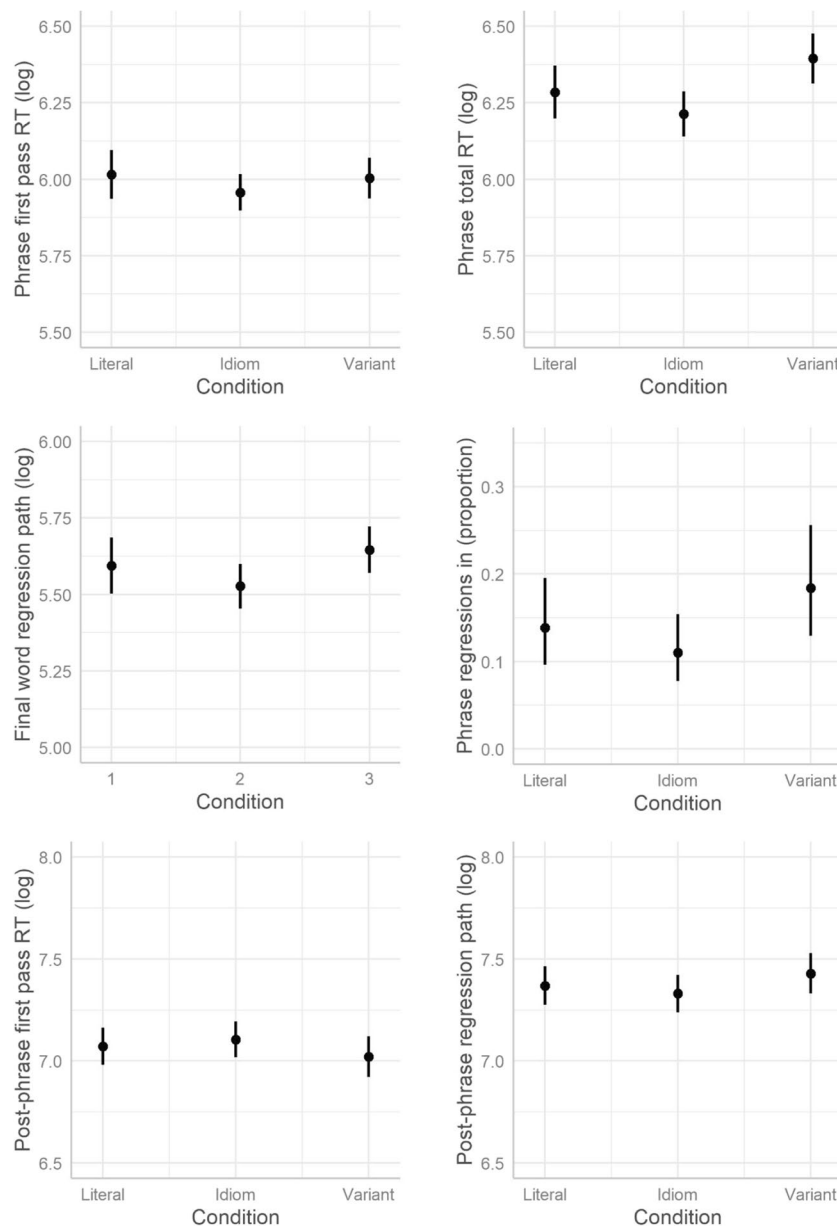 Phrase first pass RT (log)
6.50
6.25
6.00
5.75
5.50
Literal Idiom Variant
Condition
Phrase total RT (log)
6.50
6.25
6.00
5.75
5.50
Literal Idiom Variant
Condition
Final word regression path (log)
6.00
5.75
5.50
5.25
5.00
1 2 3
Condition
Phrase regressions in (proportion)
0.3
0.2
0.1
0.0
Literal Idiom Variant
Condition
Post-phrase first pass RT (log)
8.0
7.5
7.0
6.5
Literal Idiom Variant
Condition
Post-phrase regression path (log)
8.0
7.5
7.0
6.5
Literal Idiom Variant
Condition